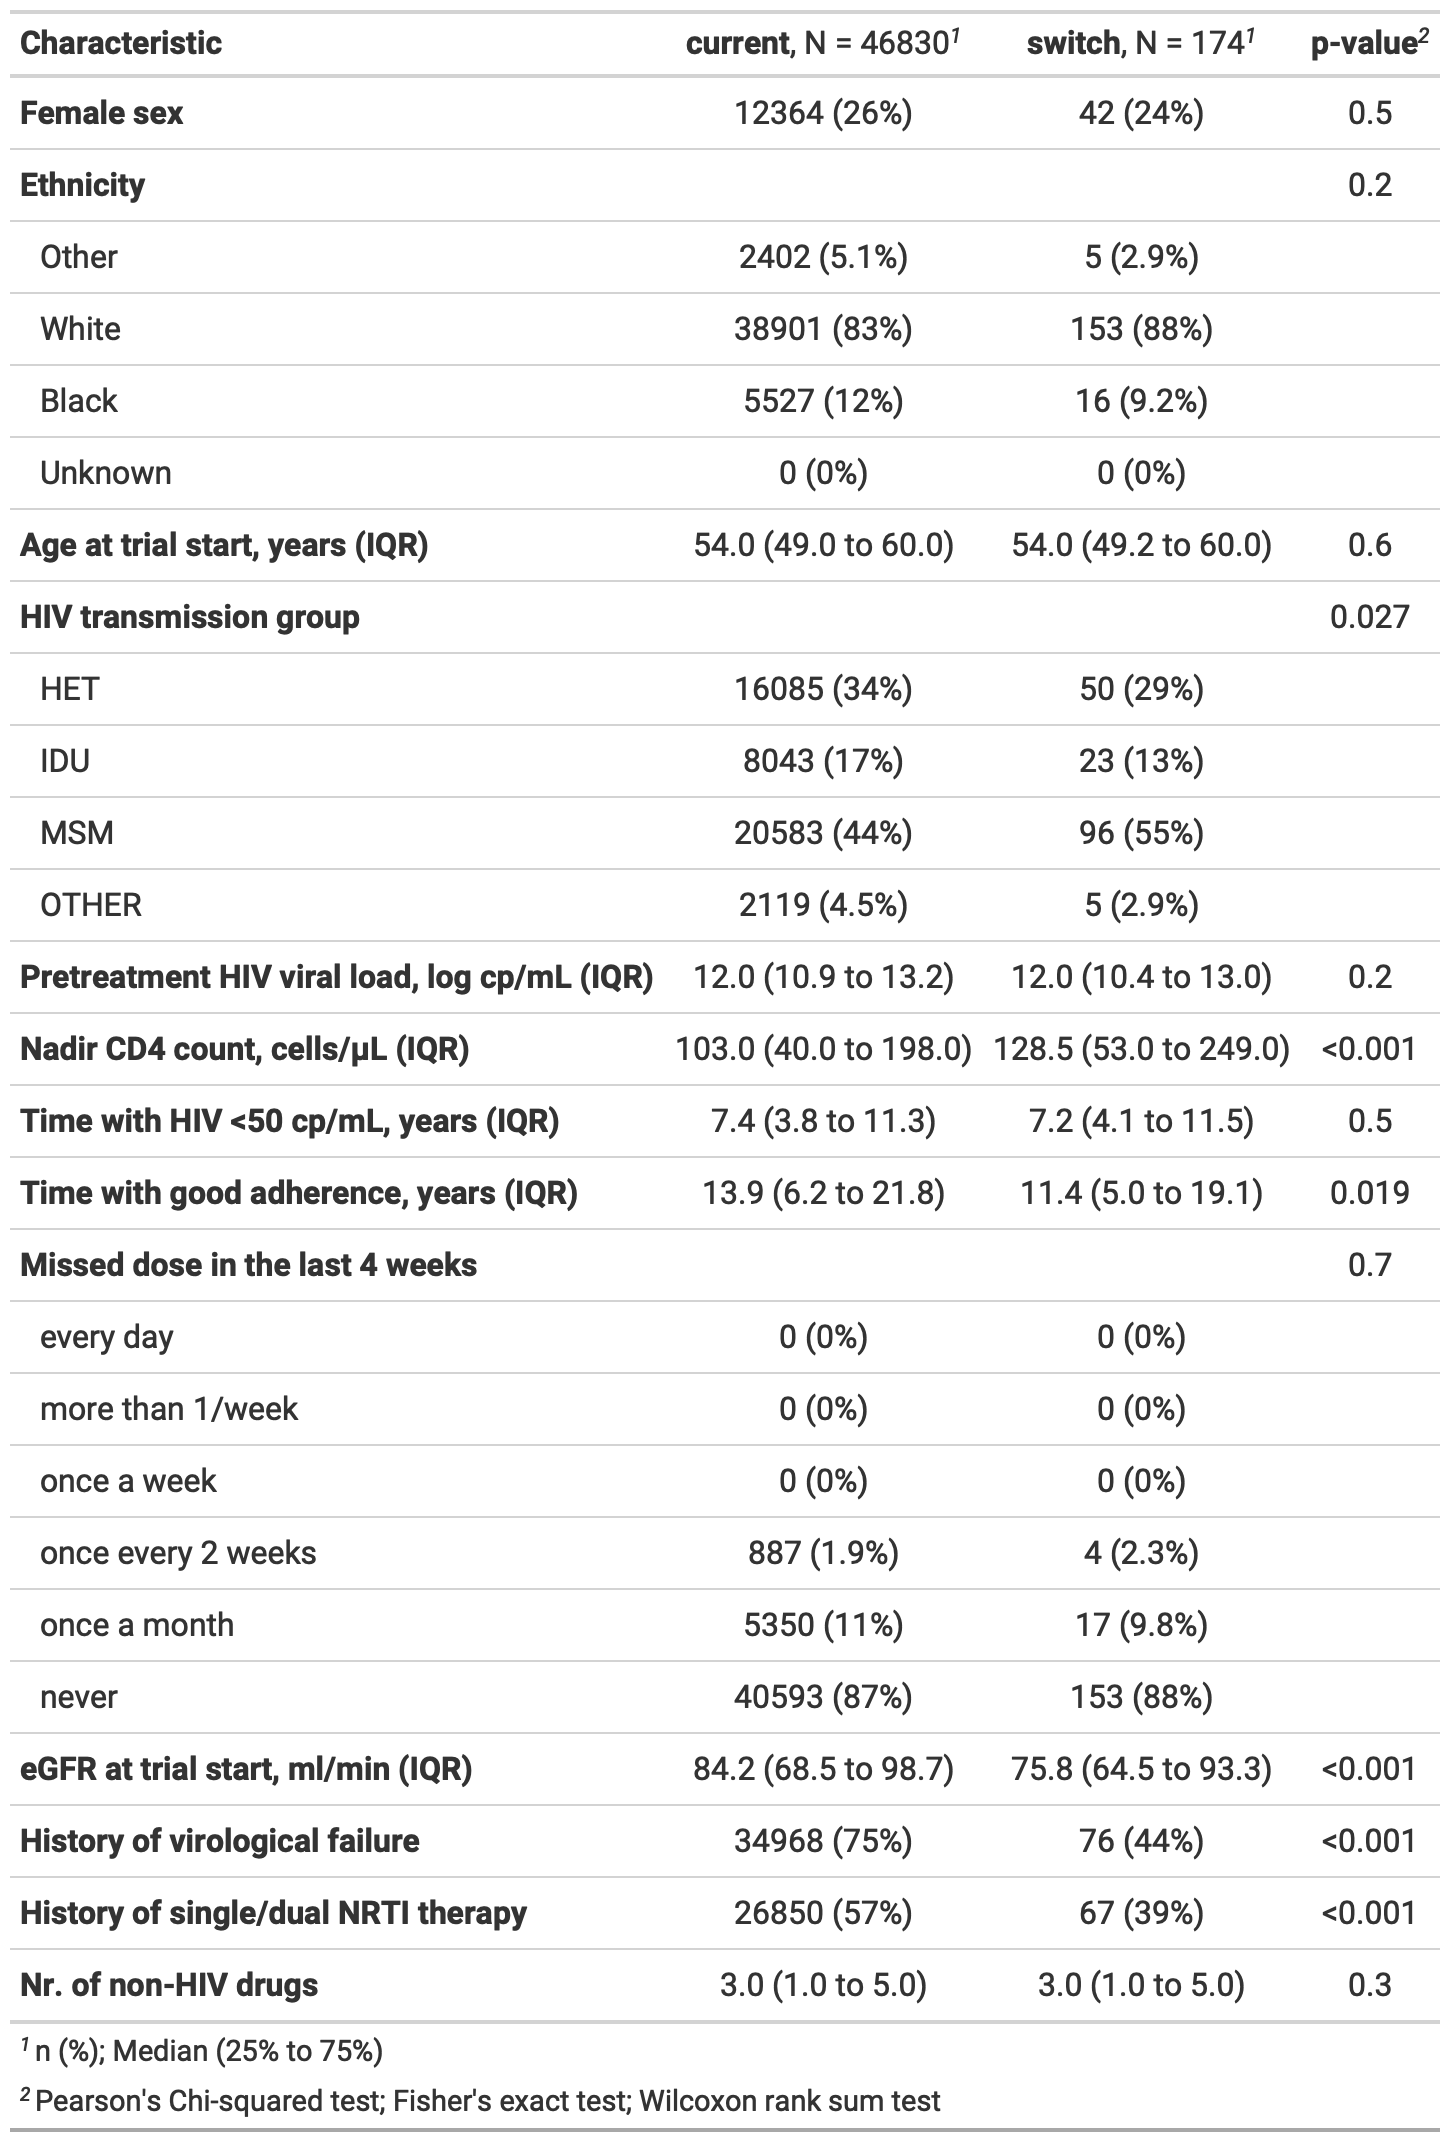 Characteristic current, N = 46830¹ switch, N = 174¹ p-value²
Female sex 12364 (26%) 42 (24%) 0.5
Ethnicity 0.2
Other 2402 (5.1%) 5 (2.9%)
White 38901 (83%) 153 (88%)
Black 5527 (12%) 16 (9.2%)
Unknown 0 (0%) 0 (0%)
Age at trial start, years (IQR) 54.0 (49.0 to 60.0) 54.0 (49.2 to 60.0) 0.6
HIV transmission group 0.027
HET 16085 (34%) 50 (29%)
IDU 8043 (17%) 23 (13%)
MSM 20583 (44%) 96 (55%)
OTHER 2119 (4.5%) 5 (2.9%)
Pretreatment HIV viral load, log cp/mL (IQR) 12.0 (10.9 to 13.2) 12.0 (10.4 to 13.0) 0.2
Nadir CD4 count, cells/µL (IQR) 103.0 (40.0 to 198.0) 128.5 (53.0 to 249.0) <0.001
Time with HIV <50 cp/mL, years (IQR) 7.4 (3.8 to 11.3) 7.2 (4.1 to 11.5) 0.5
Time with good adherence, years (IQR) 13.9 (6.2 to 21.8) 11.4 (5.0 to 19.1) 0.019
Missed dose in the last 4 weeks 0.7
every day 0 (0%) 0 (0%)
more than 1/week 0 (0%) 0 (0%)
once a week 0 (0%) 0 (0%)
once every 2 weeks 887 (1.9%) 4 (2.3%)
once a month 5350 (11%) 17 (9.8%)
never 40593 (87%) 153 (88%)
eGFR at trial start, ml/min (IQR) 84.2 (68.5 to 98.7) 75.8 (64.5 to 93.3) <0.001
History of virological failure 34968 (75%) 76 (44%) <0.001
History of single/dual NRTI therapy 26850 (57%) 67 (39%) <0.001
Nr. of non-HIV drugs 3.0 (1.0 to 5.0) 3.0 (1.0 to 5.0) 0.3
¹ n (%); Median (25% to 75%)
² Pearson's Chi-squared test; Fisher's exact test; Wilcoxon rank sum test